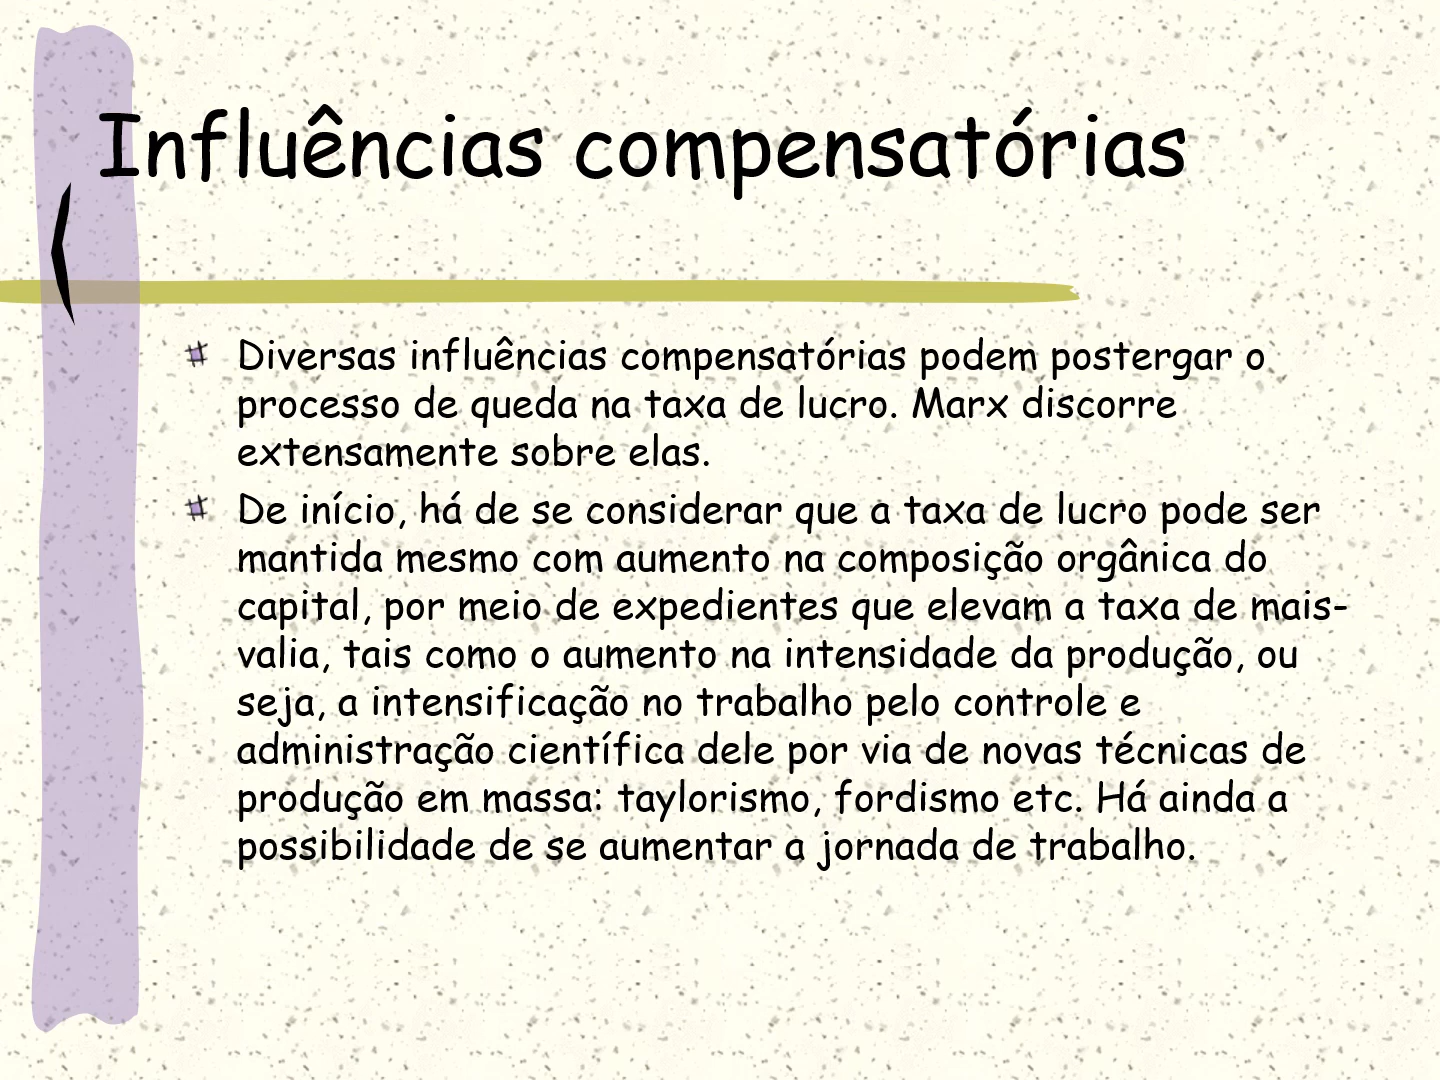 Influências compensatórias
Diversas influências compensatórias podem postergar o
processo de queda na taxa de lucro. Marx discorre
extensamente sobre elas.
De início, há de se considerar que a taxa de lucro pode ser
mantida mesmo com aumento na composição orgânica do
capital, por meio de expedientes que elevam a taxa de mais-
valia, tais como o aumento na intensidade da produção, ou
seja, a intensificação no trabalho pelo controle e
administração científica dele por via de novas técnicas de
produção em massa: taylorismo, fordismo etc. Há ainda a
possibilidade de se aumentar a jornada de trabalho.